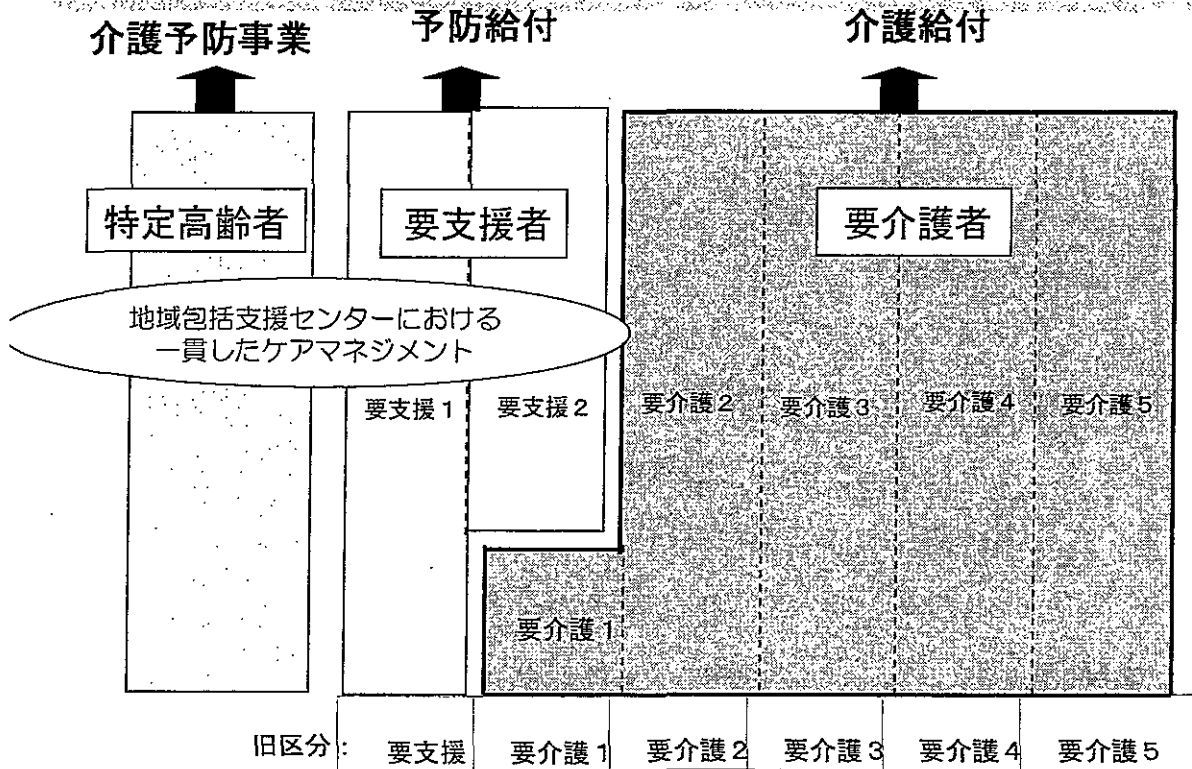 介護予防事業
予防給付
介護給付
特定高齢者
要支援者
要介護者
地域包括支援センターにおける
一貫したケアマネジメント
要支援1
要支援2
要介護2
要介護3
要介護4
要介護5
要介護1
旧区分：
要支援
要介護1
要介護2
要介護3
要介護4
要介護5